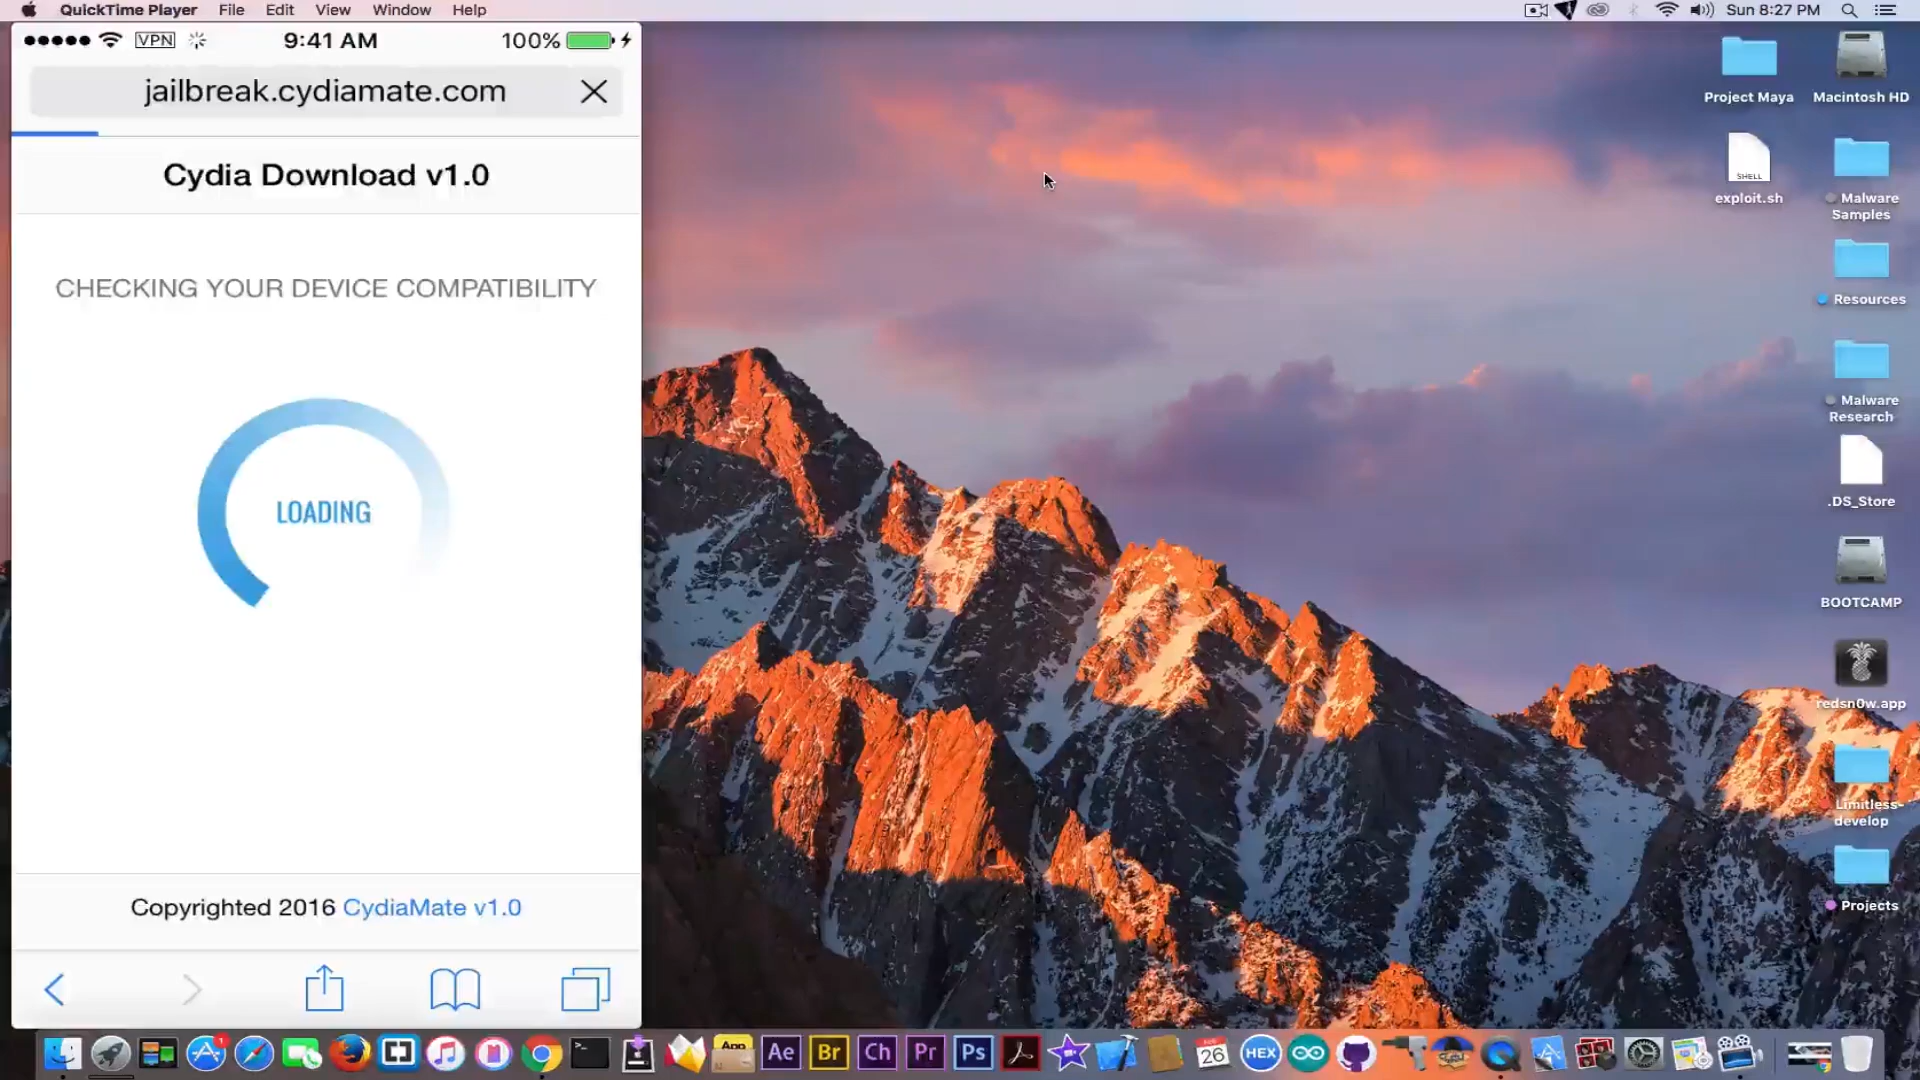 QuickTime Player File Edit View Window Help Sun 8:27 PM
VPN 9:41 AM 100%
jailbreak.cydiamate.com
Cydia Download v1.0
CHECKING YOUR DEVICE COMPATIBILITY
LOADING
Copyrighted 2016 CydiaMate v1.0
Project Maya
Macintosh HD
SHELL
exploit.sh
Malware
Samples
Resources
Malware
Research
.DS_Store
BOOTCAMP
redsn0w.app
Limitless-
develop
Projects
1
App
Ae
Br
Ch
Pr
Ps
26
HEX